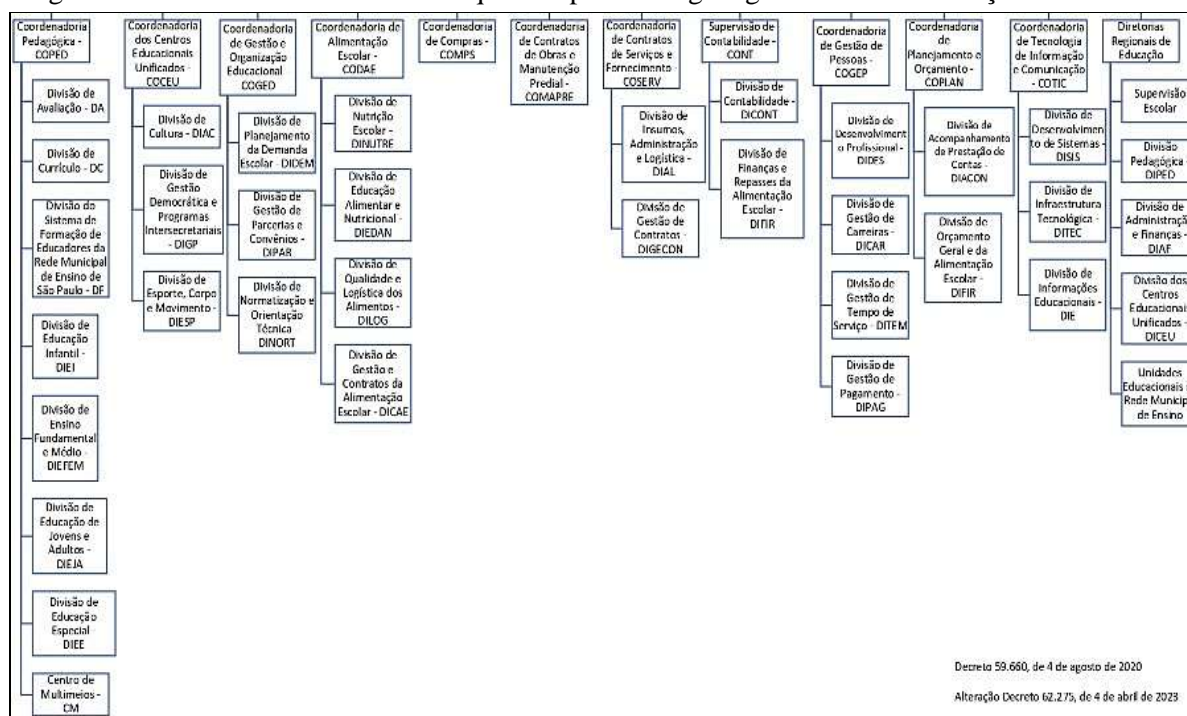 Coordenadoria
Pedagógica -
COPED
Divisão de
Avaliação - DA
Divisão de
Currículo - DC
Divisão do
Sistema de
Formação de
Educadores da
Rede Municipal
de Ensino de
São Paulo - DF
Divisão de
Educação
Infantil -
DIEI
Divisão de
Ensino
Fundamental
e Médio -
DIEFEM
Divisão de
Educação de
Jovens e
Adultos -
DIEJA
Divisão de
Educação
Especial
DIEE
Centro de
Multimeios -
CM
Coordenadoria
dos Centros
Educacionais
Unificados -
COCEU
Divisão de
Cultura - DIAC
Divisão de
Gestão
Democrática e
Programas
Intersecretariais -
DIGP
Divisão de
Esporte, Corpo
e Movimento -
DIESP
Coordenadoria
de Gestão e
Organização
Educacional
COGED
Divisão de
Planejamento
da Demanda
Escolar - DIDEM
Divisão de
Gestão de
Parcerias e
Convênios -
DIPAR
Divisão de
Normatização e
Orientação
Técnica
DINORT
Coordenadoria de
Alimentação
Escolar -
CODAE
Divisão de
Nutrição
Escolar -
DINUTRE
Divisão de
Educação
Alimentar e
Nutricional -
DIEDAN
Divisão de
Qualidade e
Logística dos
Alimentos -
DILOG
Divisão de
Gestão e
Contratos da
Alimentação
Escolar - DICAE
Coordenadoria
de Compras -
COMPS
Coordenadoria
de Contratos
de Obras e
Manutenção
Predial -
COMAPRE
Coordenadoria
de Contratos
de Serviços e
Fornecimento -
COSERV
Divisão de
Insumos,
Administração
e Logística -
DIAL
Divisão de
Gestão de
Contratos -
DIGECON
Supervisão de
Contabilidade -
CONT
Divisão de
Contabilidade -
DICONT
Divisão de
Finanças e
Repasses da
Alimentação
Escolar -
DIFIR
Coordenadoria
de Gestão de
Pessoas -
COGEP
Divisão de
Desenvolviment
o Profissional -
DIDES
Divisão de
Gestão de
Carreiras -
DICAR
Divisão de
Gestão de
Tempo de
Serviço - DITEM
Divisão de
Gestão de
Pagamento -
DIPAG
Coordenadoria
de
Planejamento e
Orçamento -
COPLAN
Divisão de
Acompanhamento
de Prestação de
Contas -
DIACON
Divisão de
Orçamento
Geral e da
Alimentação
Escolar -
DIFIR
Coordenadoria
de Tecnologia
de Informação
e Comunicação
- COTIC
Divisão de
Desenvolvimen
to de Sistemas -
DISIS
Divisão de
Infraestrutura
Tecnológica -
DITEC
Divisão de
Informações
Educacionais -
DIE
Diretorias
Regionais de
Educação
Supervisão
Escolar
Divisão
Pedagógica -
DIPED
Divisão de
Administraçã
e Finanças -
DIAF
Divisão dos
Centros
Educacionais
Unificados -
DICEU
Unidades
Educacionais
Rede Municip
de Ensino
Decreto 59.660, de 4 de agosto de 2020
Alteração Decreto 62.275, de 4 de abril de 2023